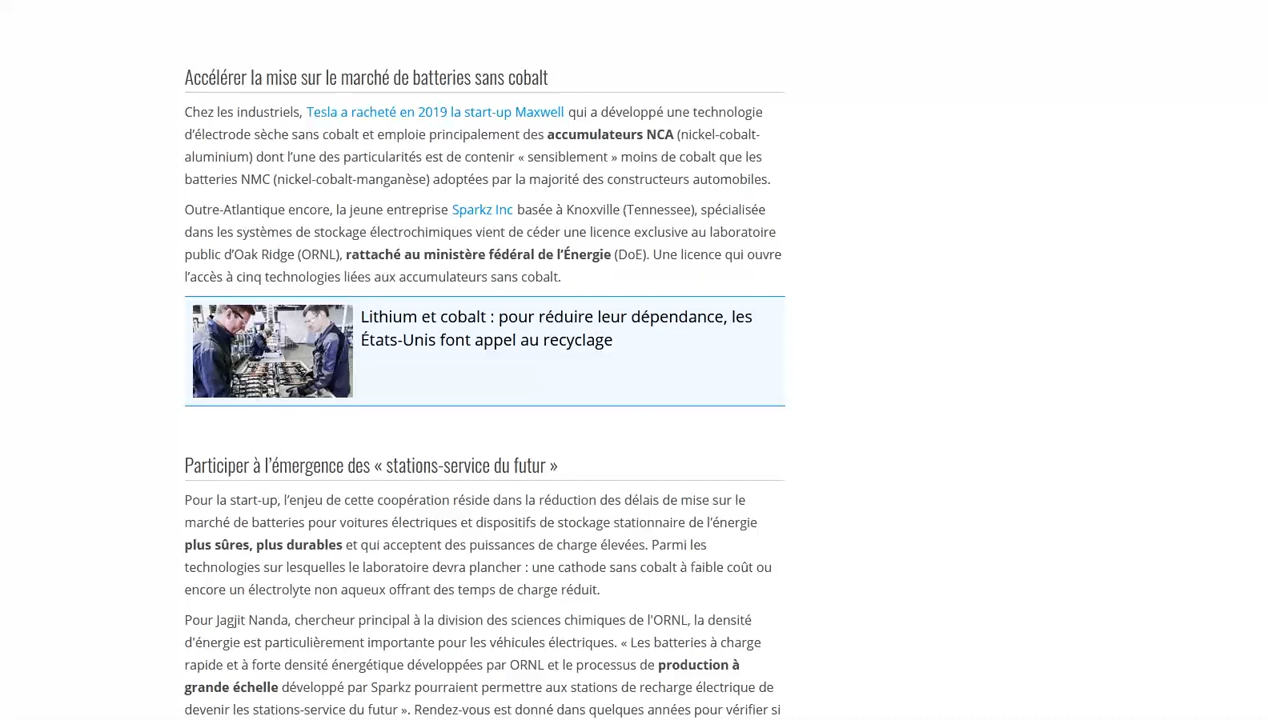 Accélérer la mise sur le marché de batteries sans cobalt
Chez les industriels, Tesla a racheté en 2019 la start-up Maxwell qui a développé une technologie
d’électrode sèche sans cobalt et emploie principalement des accumulateurs NCA (nickel-cobalt-
aluminium) dont l’une des particularités est de contenir « sensiblement » moins de cobalt que les
batteries NMC (nickel-cobalt-manganèse) adoptées par la majorité des constructeurs automobiles.
Outre-Atlantique encore, la jeune entreprise Sparkz Inc basée à Knoxville (Tennessee), spécialisée
dans les systèmes de stockage électrochimiques vient de céder une licence exclusive au laboratoire
public d’Oak Ridge (ORNL), rattaché au ministère fédéral de l’Énergie (DoE). Une licence qui ouvre
l’accès à cinq technologies liées aux accumulateurs sans cobalt.
Lithium et cobalt : pour réduire leur dépendance, les
États-Unis font appel au recyclage
Participer à l’émergence des « stations-service du futur »
Pour la start-up, l’enjeu de cette coopération réside dans la réduction des délais de mise sur le
marché de batteries pour voitures électriques et dispositifs de stockage stationnaire de l’énergie
plus sûres, plus durables et qui acceptent des puissances de charge élevées. Parmi les
technologies sur lesquelles le laboratoire devra plancher : une cathode sans cobalt à faible coût ou
encore un électrolyte non aqueux offrant des temps de charge réduit.
Pour Jagjit Nanda, chercheur principal à la division des sciences chimiques de l'ORNL, la densité
d'énergie est particulièrement importante pour les véhicules électriques. « Les batteries à charge
rapide et à forte densité énergétique développées par ORNL et le processus de production à
grande échelle développé par Sparkz pourraient permettre aux stations de recharge électrique de
devenir les stations-service du futur ». Rendez-vous est donné dans quelques années pour vérifier si